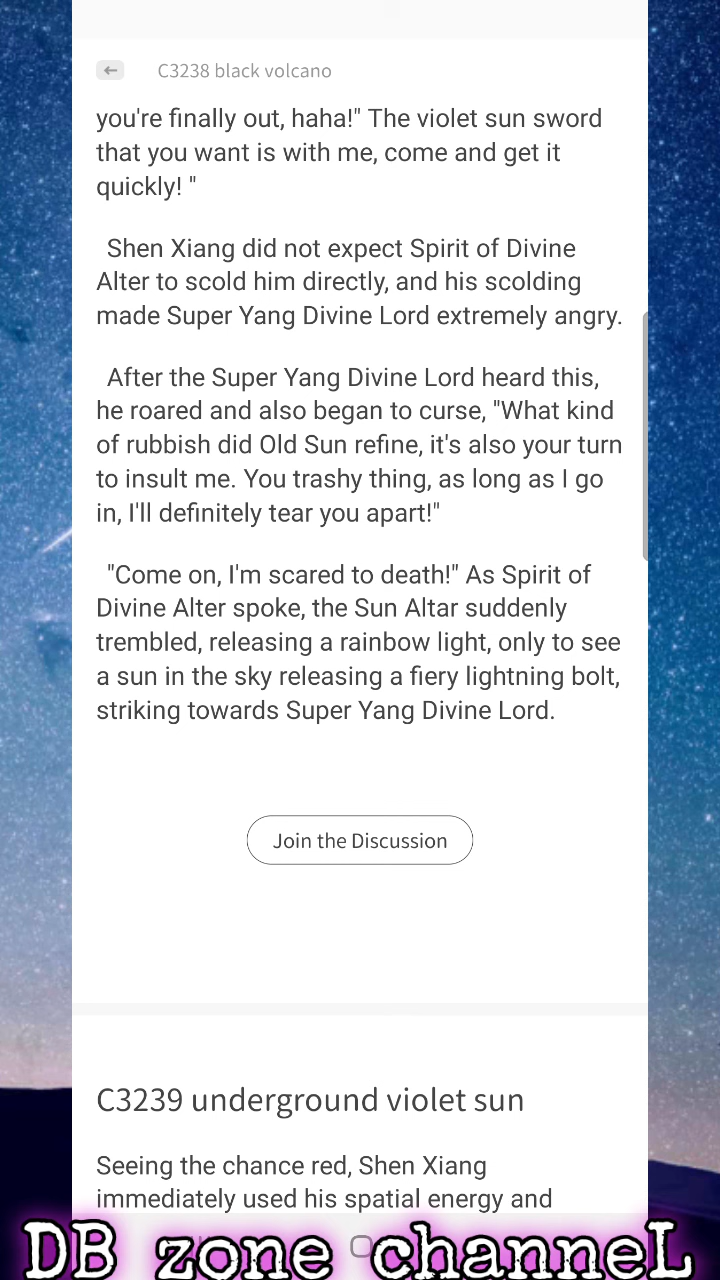 C3238 black volcano
you're finally out, haha!" The violet sun sword
that you want is with me, come and get it
quickly! "
Shen Xiang did not expect Spirit of Divine
Alter to scold him directly, and his scolding
made Super Yang Divine Lord extremely angry.
After the Super Yang Divine Lord heard this,
he roared and also began to curse, "What kind
of rubbish did Old Sun refine, it's also your turn
to insult me. You trashy thing, as long as I go
in, I'll definitely tear you apart!"
"Come on, I'm scared to death!" As Spirit of
Divine Alter spoke, the Sun Altar suddenly
trembled, releasing a rainbow light, only to see
a sun in the sky releasing a fiery lightning bolt,
striking towards Super Yang Divine Lord.
Join the Discussion
C3239 underground violet sun
Seeing the chance red, Shen Xiang
immediately used his spatial energy and
DB zone channeL